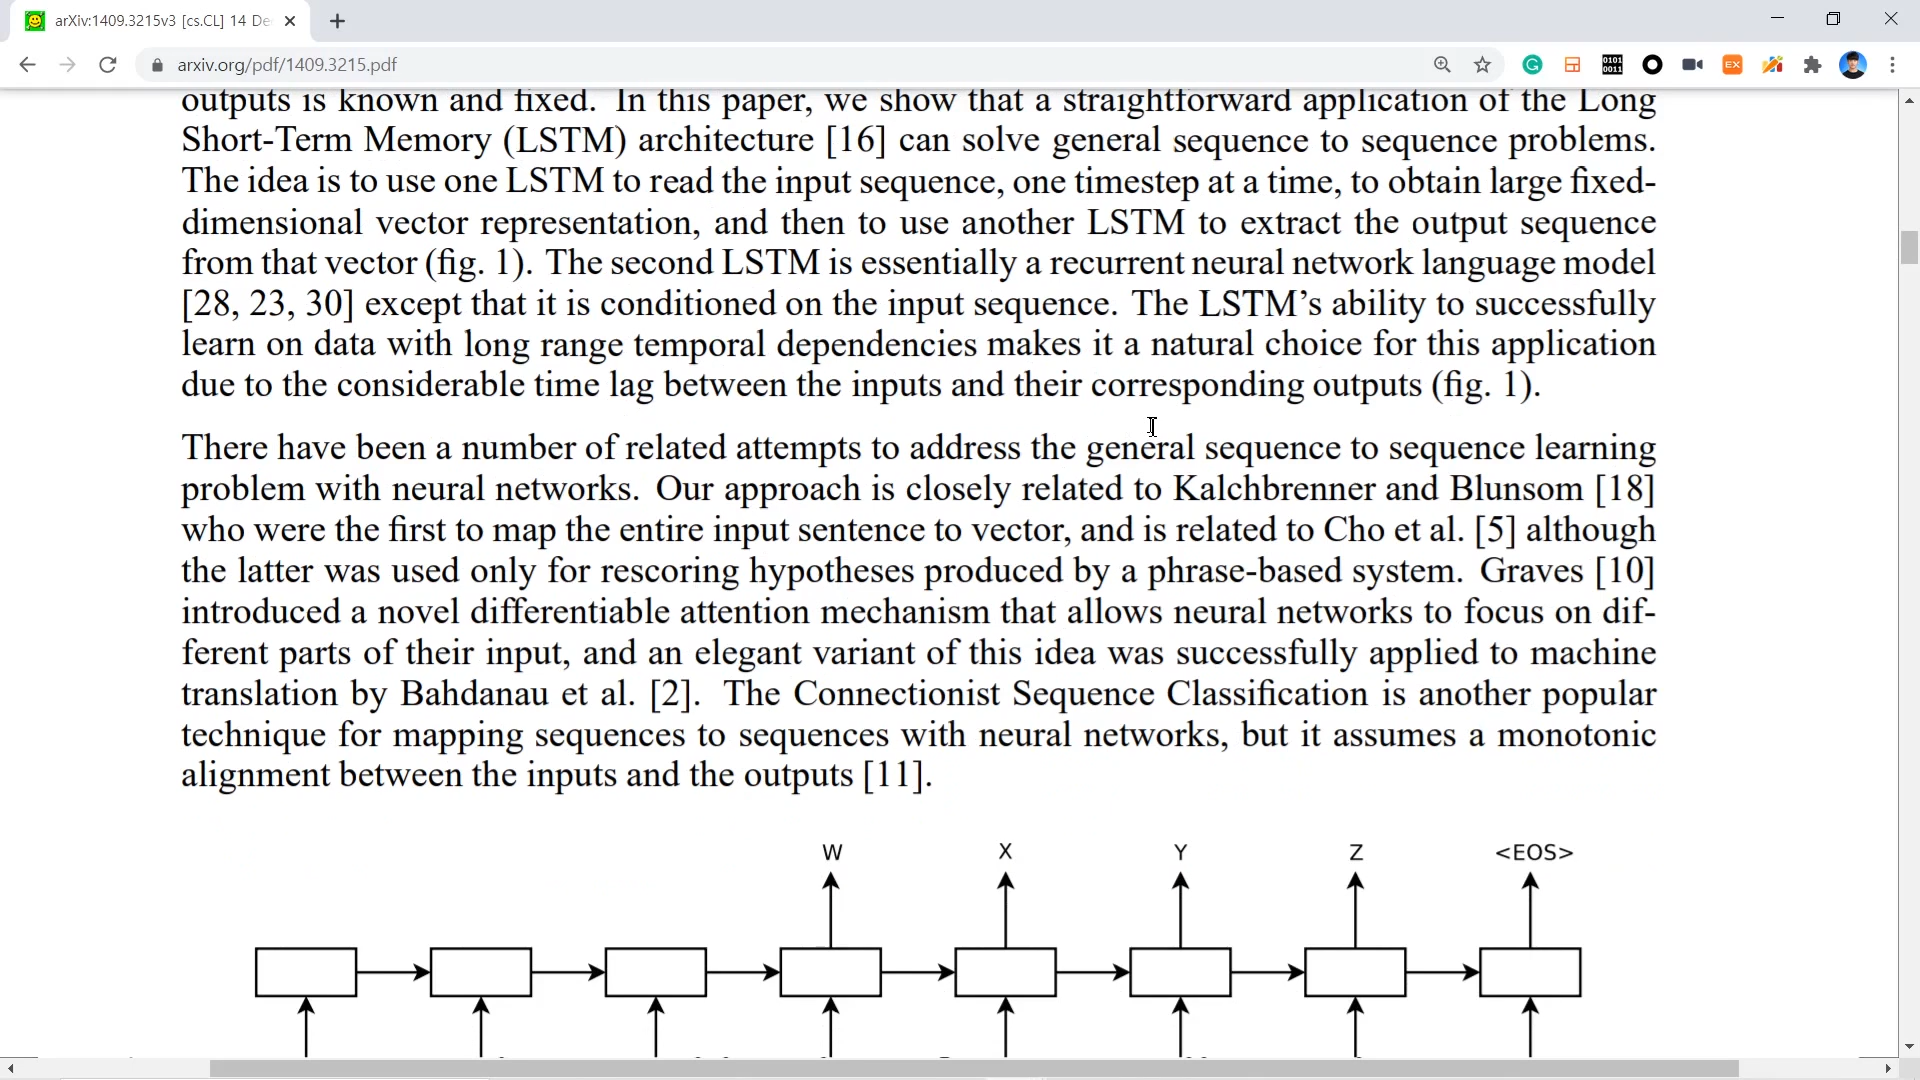 arXiv:1409.3215v3 [cs.CL] 14 De
arxiv.org/pdf/1409.3215.pdf
0101
0011
EX
outputs is known and fixed. In this paper, we show that a straightforward application of the Long
Short-Term Memory (LSTM) architecture [16] can solve general sequence to sequence problems.
The idea is to use one LSTM to read the input sequence, one timestep at a time, to obtain large fixed-
dimensional vector representation, and then to use another LSTM to extract the output sequence
from that vector (fig. 1). The second LSTM is essentially a recurrent neural network language model
[28, 23, 30] except that it is conditioned on the input sequence. The LSTM’s ability to successfully
learn on data with long range temporal dependencies makes it a natural choice for this application
due to the considerable time lag between the inputs and their corresponding outputs (fig. 1).
There have been a number of related attempts to address the general sequence to sequence learning
problem with neural networks. Our approach is closely related to Kalchbrenner and Blunsom [18]
who were the first to map the entire input sentence to vector, and is related to Cho et al. [5] although
the latter was used only for rescoring hypotheses produced by a phrase-based system. Graves [10]
introduced a novel differentiable attention mechanism that allows neural networks to focus on dif-
ferent parts of their input, and an elegant variant of this idea was successfully applied to machine
translation by Bahdanau et al. [2]. The Connectionist Sequence Classification is another popular
technique for mapping sequences to sequences with neural networks, but it assumes a monotonic
alignment between the inputs and the outputs [11].
W X Y Z <EOS>